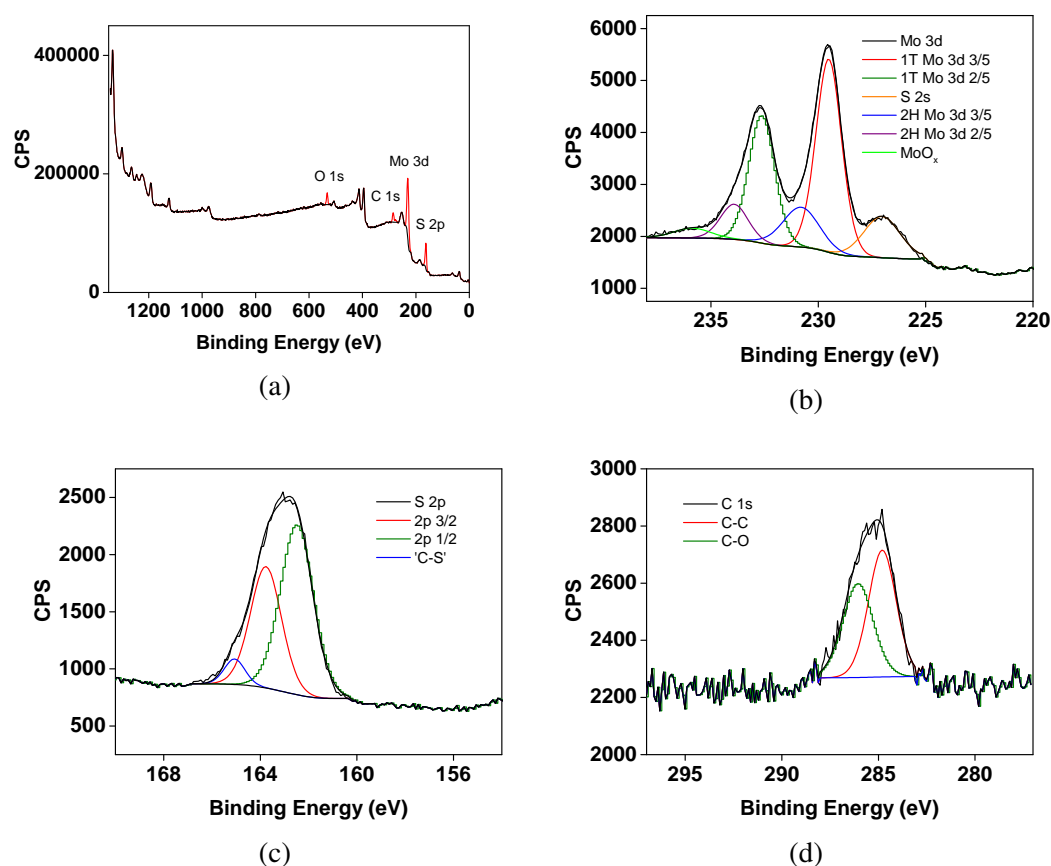 400000
200000
0
CPS
O 1s
C 1s
Mo 3d
S 2p
1200 1000 800 600 400 200 0
Binding Energy (eV)
(a)
6000
5000
4000
3000
2000
1000
CPS
Mo 3d
1T Mo 3d 3/5
1T Mo 3d 2/5
S 2s
2H Mo 3d 3/5
2H Mo 3d 2/5
MoOx
235 230 225 220
Binding Energy (eV)
(b)
2500
2000
1500
1000
500
CPS
S 2p
2p 3/2
2p 1/2
'C-S'
168 164 160 156
Binding Energy (eV)
(c)
3000
2800
2600
2400
2200
2000
CPS
C 1s
C-C
C-O
295 290 285 280
Binding Energy (eV)
(d)